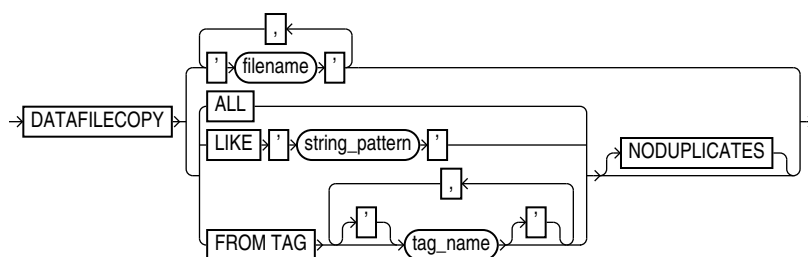 ,
' filename '
DATAFILECOPY
ALL
LIKE ' string_pattern '
NODUPLICATES
,
' '
FROM TAG tag_name